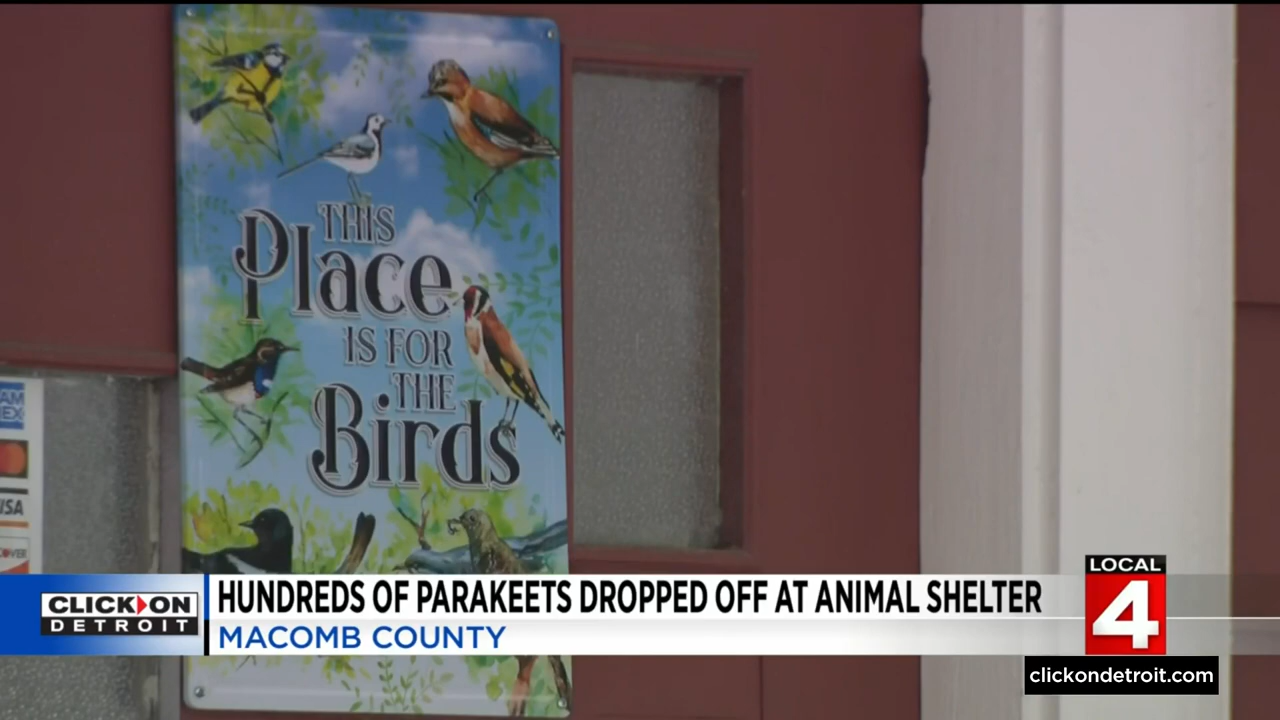 THIS
Place
IS FOR
THE
Birds
AM
EX
VISA
OVER
CLICK ON
DETROIT
HUNDREDS OF PARAKEETS DROPPED OFF AT ANIMAL SHELTER
MACOMB COUNTY
LOCAL
4
clickondetroit.com